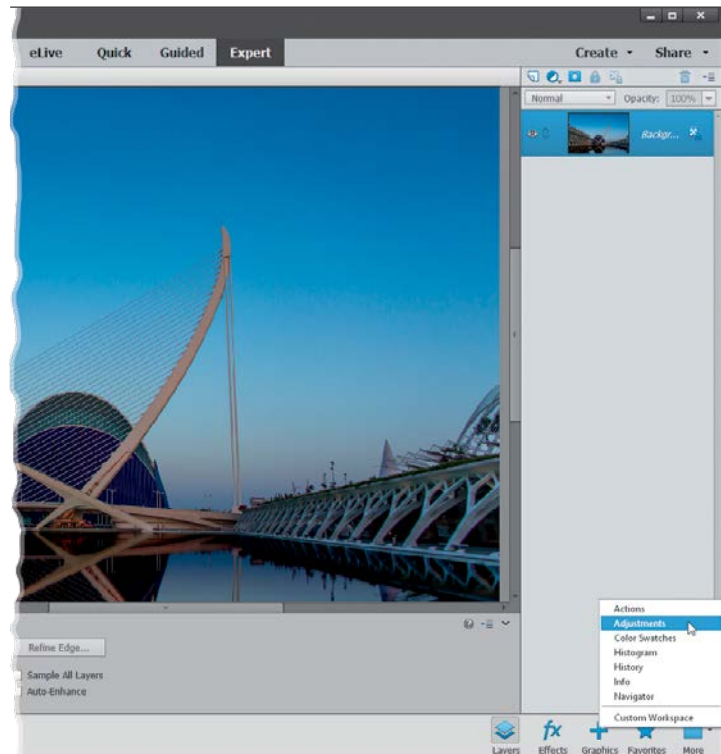 eLive Quick Guided Expert Create Share
Normal Opacity: 100%
Backgr...
Actions
Adjustments
Color Swatches
Histogram
History
Info
Navigator
Custom Workspace
Refine Edge...
Sample All Layers
Auto-Enhance
Layers Effects Graphics Favorites More